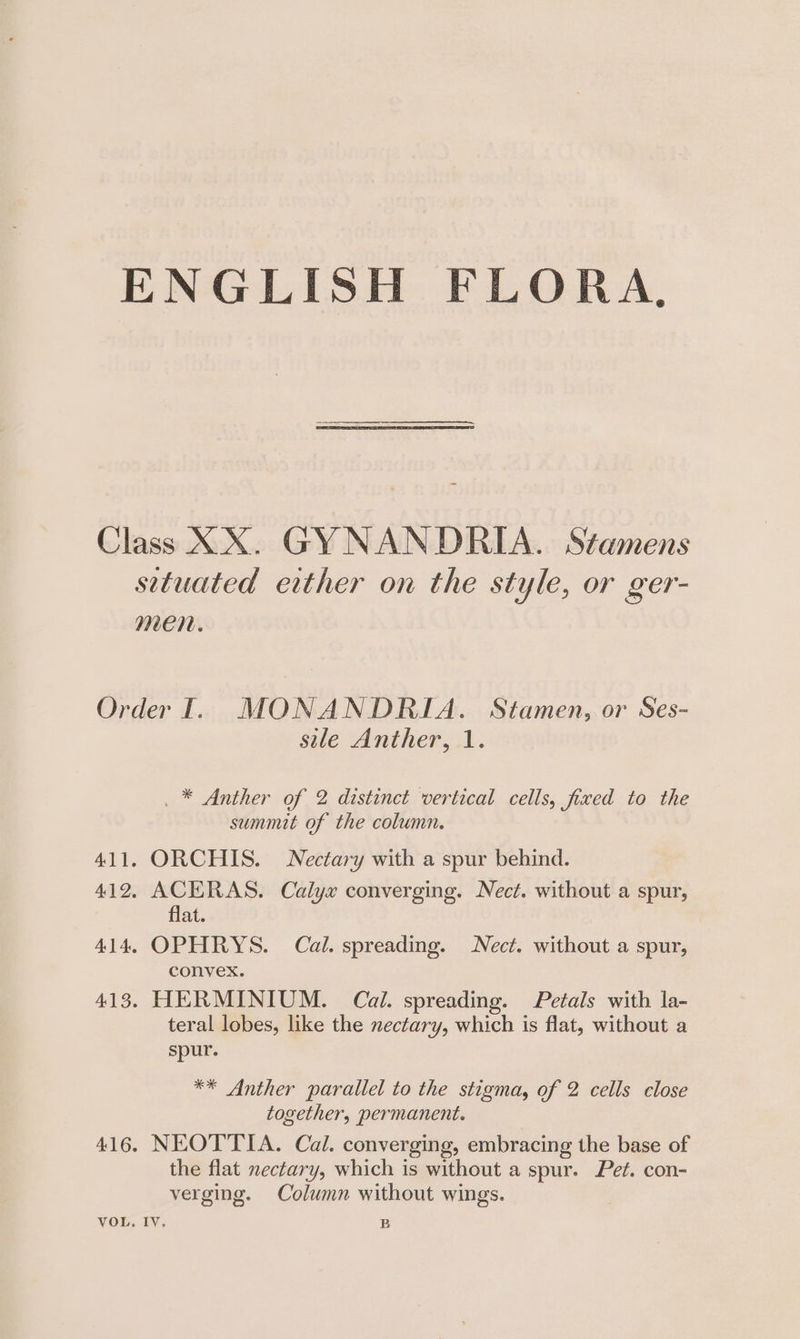 ENGLISH FLORA.
Class XX. GYNANDRIA. Stamens
situated either on the style, or ger-
men.
Order I. MONANDRIA. Stamen, or Ses-
sile Anther, 1.
* Anther of 2 distinct vertical cells, fixed to the
summit of the column.
411. ORCHIS. Nectary with a spur behind.
412. ACERAS. Calyx converging. Nect. without a spur,
flat.
414. OPHRYS. Cal. spreading. Nect. without a spur,
convex.
413. HERMINIUM. Cal. spreading. Petals with la-
teral lobes, like the nectary, which is flat, without a
spur.
** Anther parallel to the stigma, of 2 cells close
together, permanent.
416. NEOTTIA. Cal. converging, embracing the base of
the flat nectary, which is without a spur. Pet. con-
verging. Column without wings.
VOL. IV. B